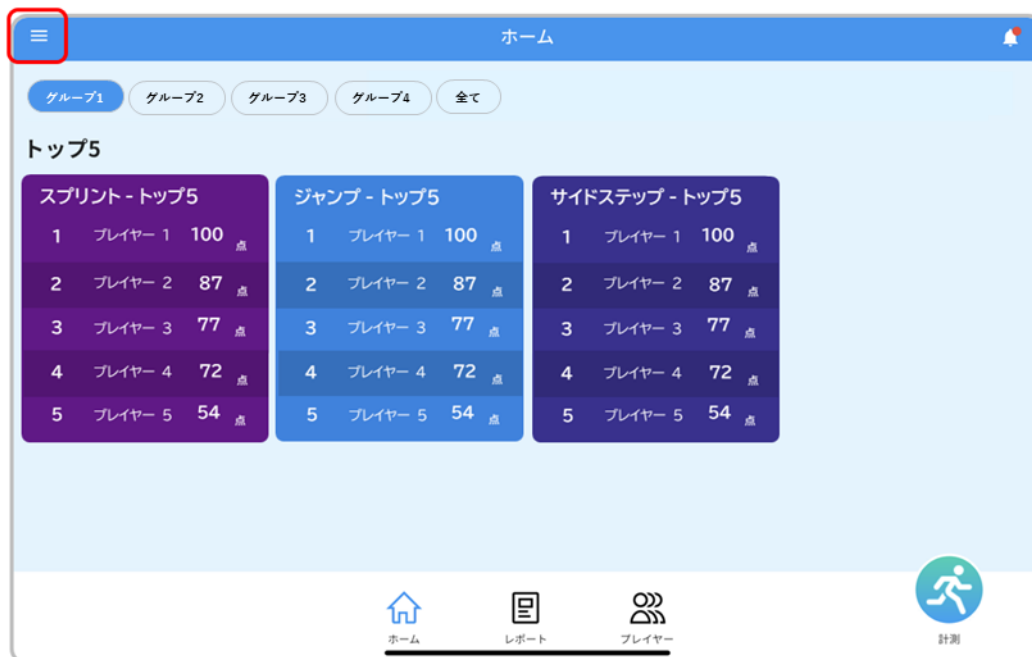 ホーム
グループ1 グループ2 グループ3 グループ4 全て
トップ5
スプリント - トップ5
1 プレイヤー 1 100 点
2 プレイヤー 2 87 点
3 プレイヤー 3 77 点
4 プレイヤー 4 72 点
5 プレイヤー 5 54 点
ジャンプ - トップ5
1 プレイヤー 1 100 点
2 プレイヤー 2 87 点
3 プレイヤー 3 77 点
4 プレイヤー 4 72 点
5 プレイヤー 5 54 点
サイドステップ - トップ5
1 プレイヤー 1 100 点
2 プレイヤー 2 87 点
3 プレイヤー 3 77 点
4 プレイヤー 4 72 点
5 プレイヤー 5 54 点
ホーム レポート プレイヤー 計測